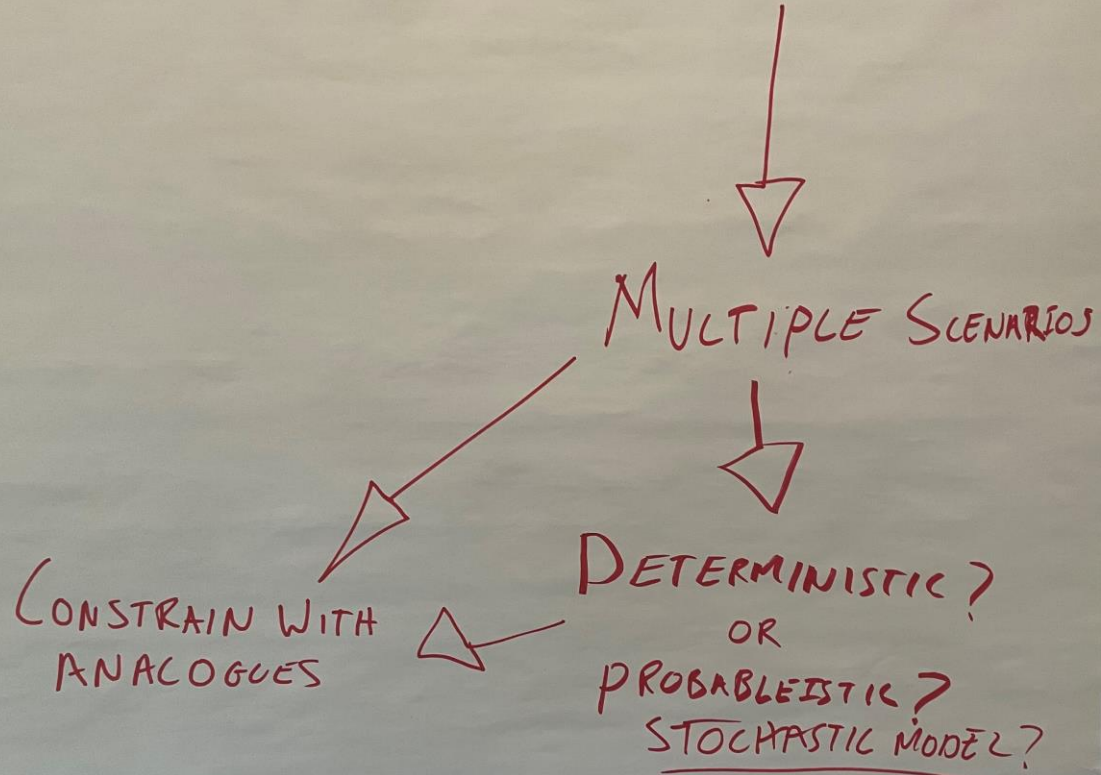 MULTIPLE SCENARIOS
DETERMINISTIC?
OR
PROBABLEISTIC?
STOCHASTIC MODEL?
CONSTRAIN WITH
ANALOGUES